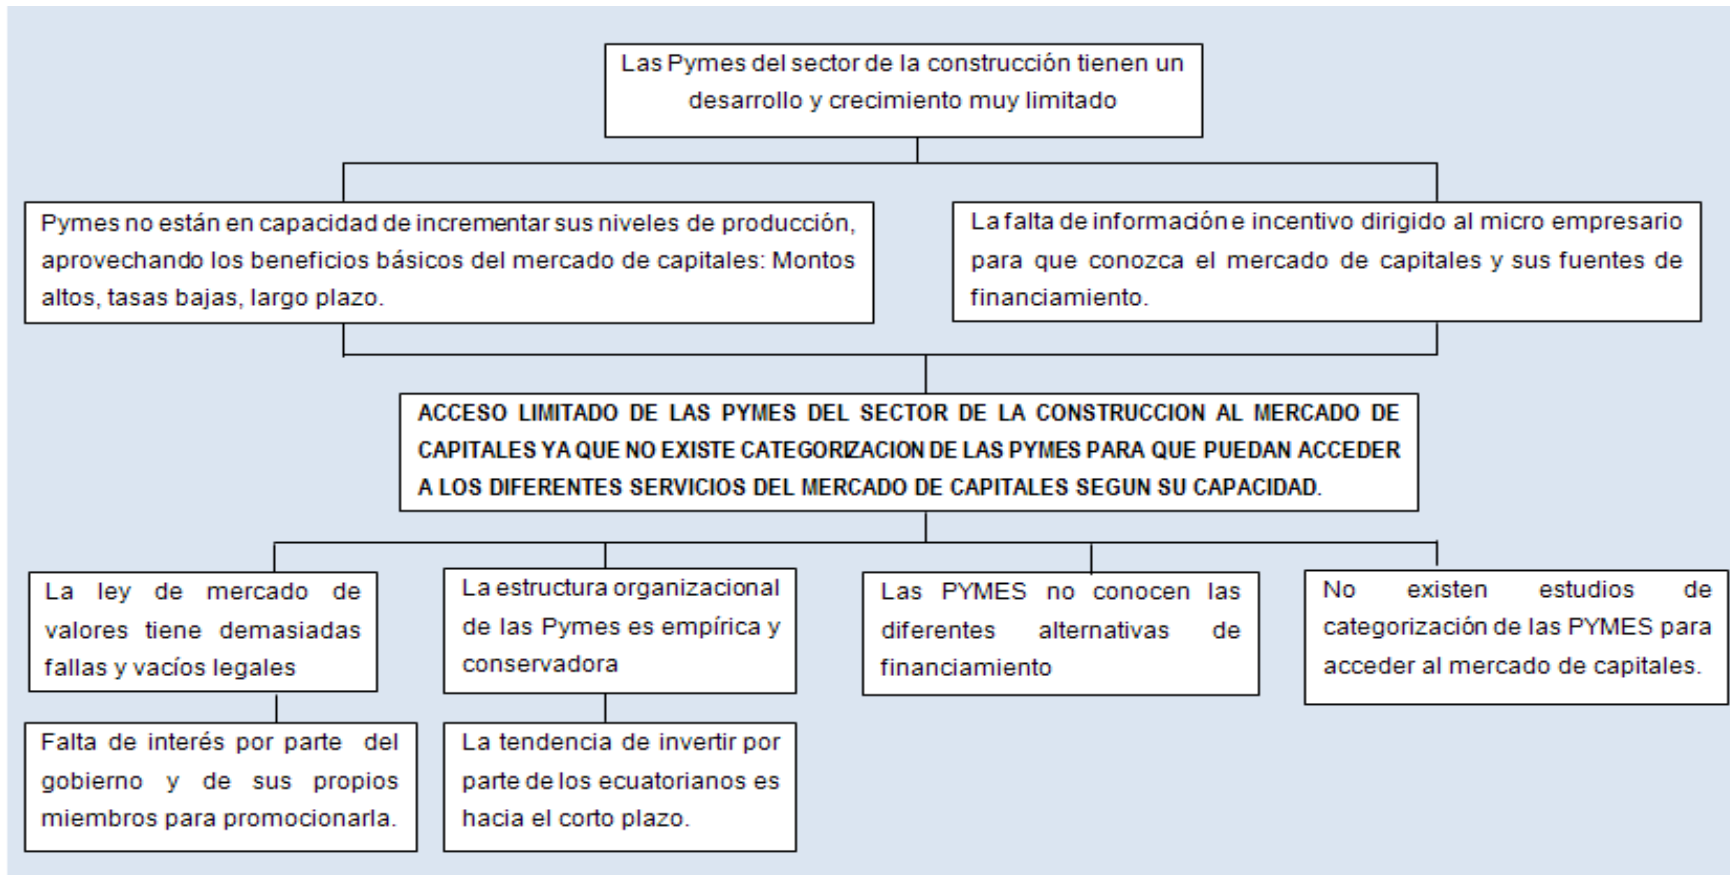 Las Pymes del sector de la construcción tienen un
desarrollo y crecimiento muy limitado
Pymes no están en capacidad de incrementar sus niveles de producción,
aprovechando los beneficios básicos del mercado de capitales: Montos
altos, tasas bajas, largo plazo.
La falta de información e incentivo dirigido al micro empresario
para que conozca el mercado de capitales y sus fuentes de
financiamiento.
ACCESO LIMITADO DE LAS PYMES DEL SECTOR DE LA CONSTRUCCION AL MERCADO DE
CAPITALES YA QUE NO EXISTE CATEGORIZACION DE LAS PYMES PARA QUE PUEDAN ACCEDER
A LOS DIFERENTES SERVICIOS DEL MERCADO DE CAPITALES SEGUN SU CAPACIDAD.
La ley de mercado de
valores tiene demasiadas
fallas y vacíos legales
La estructura organizacional
de las Pymes es empírica y
conservadora
Las PYMES no conocen las
diferentes alternativas de
financiamiento
No existen estudios de
categorización de las PYMES para
acceder al mercado de capitales.
Falta de interés por parte del
gobierno y de sus propios
miembros para promocionarla.
La tendencia de invertir por
parte de los ecuatorianos es
hacia el corto plazo.